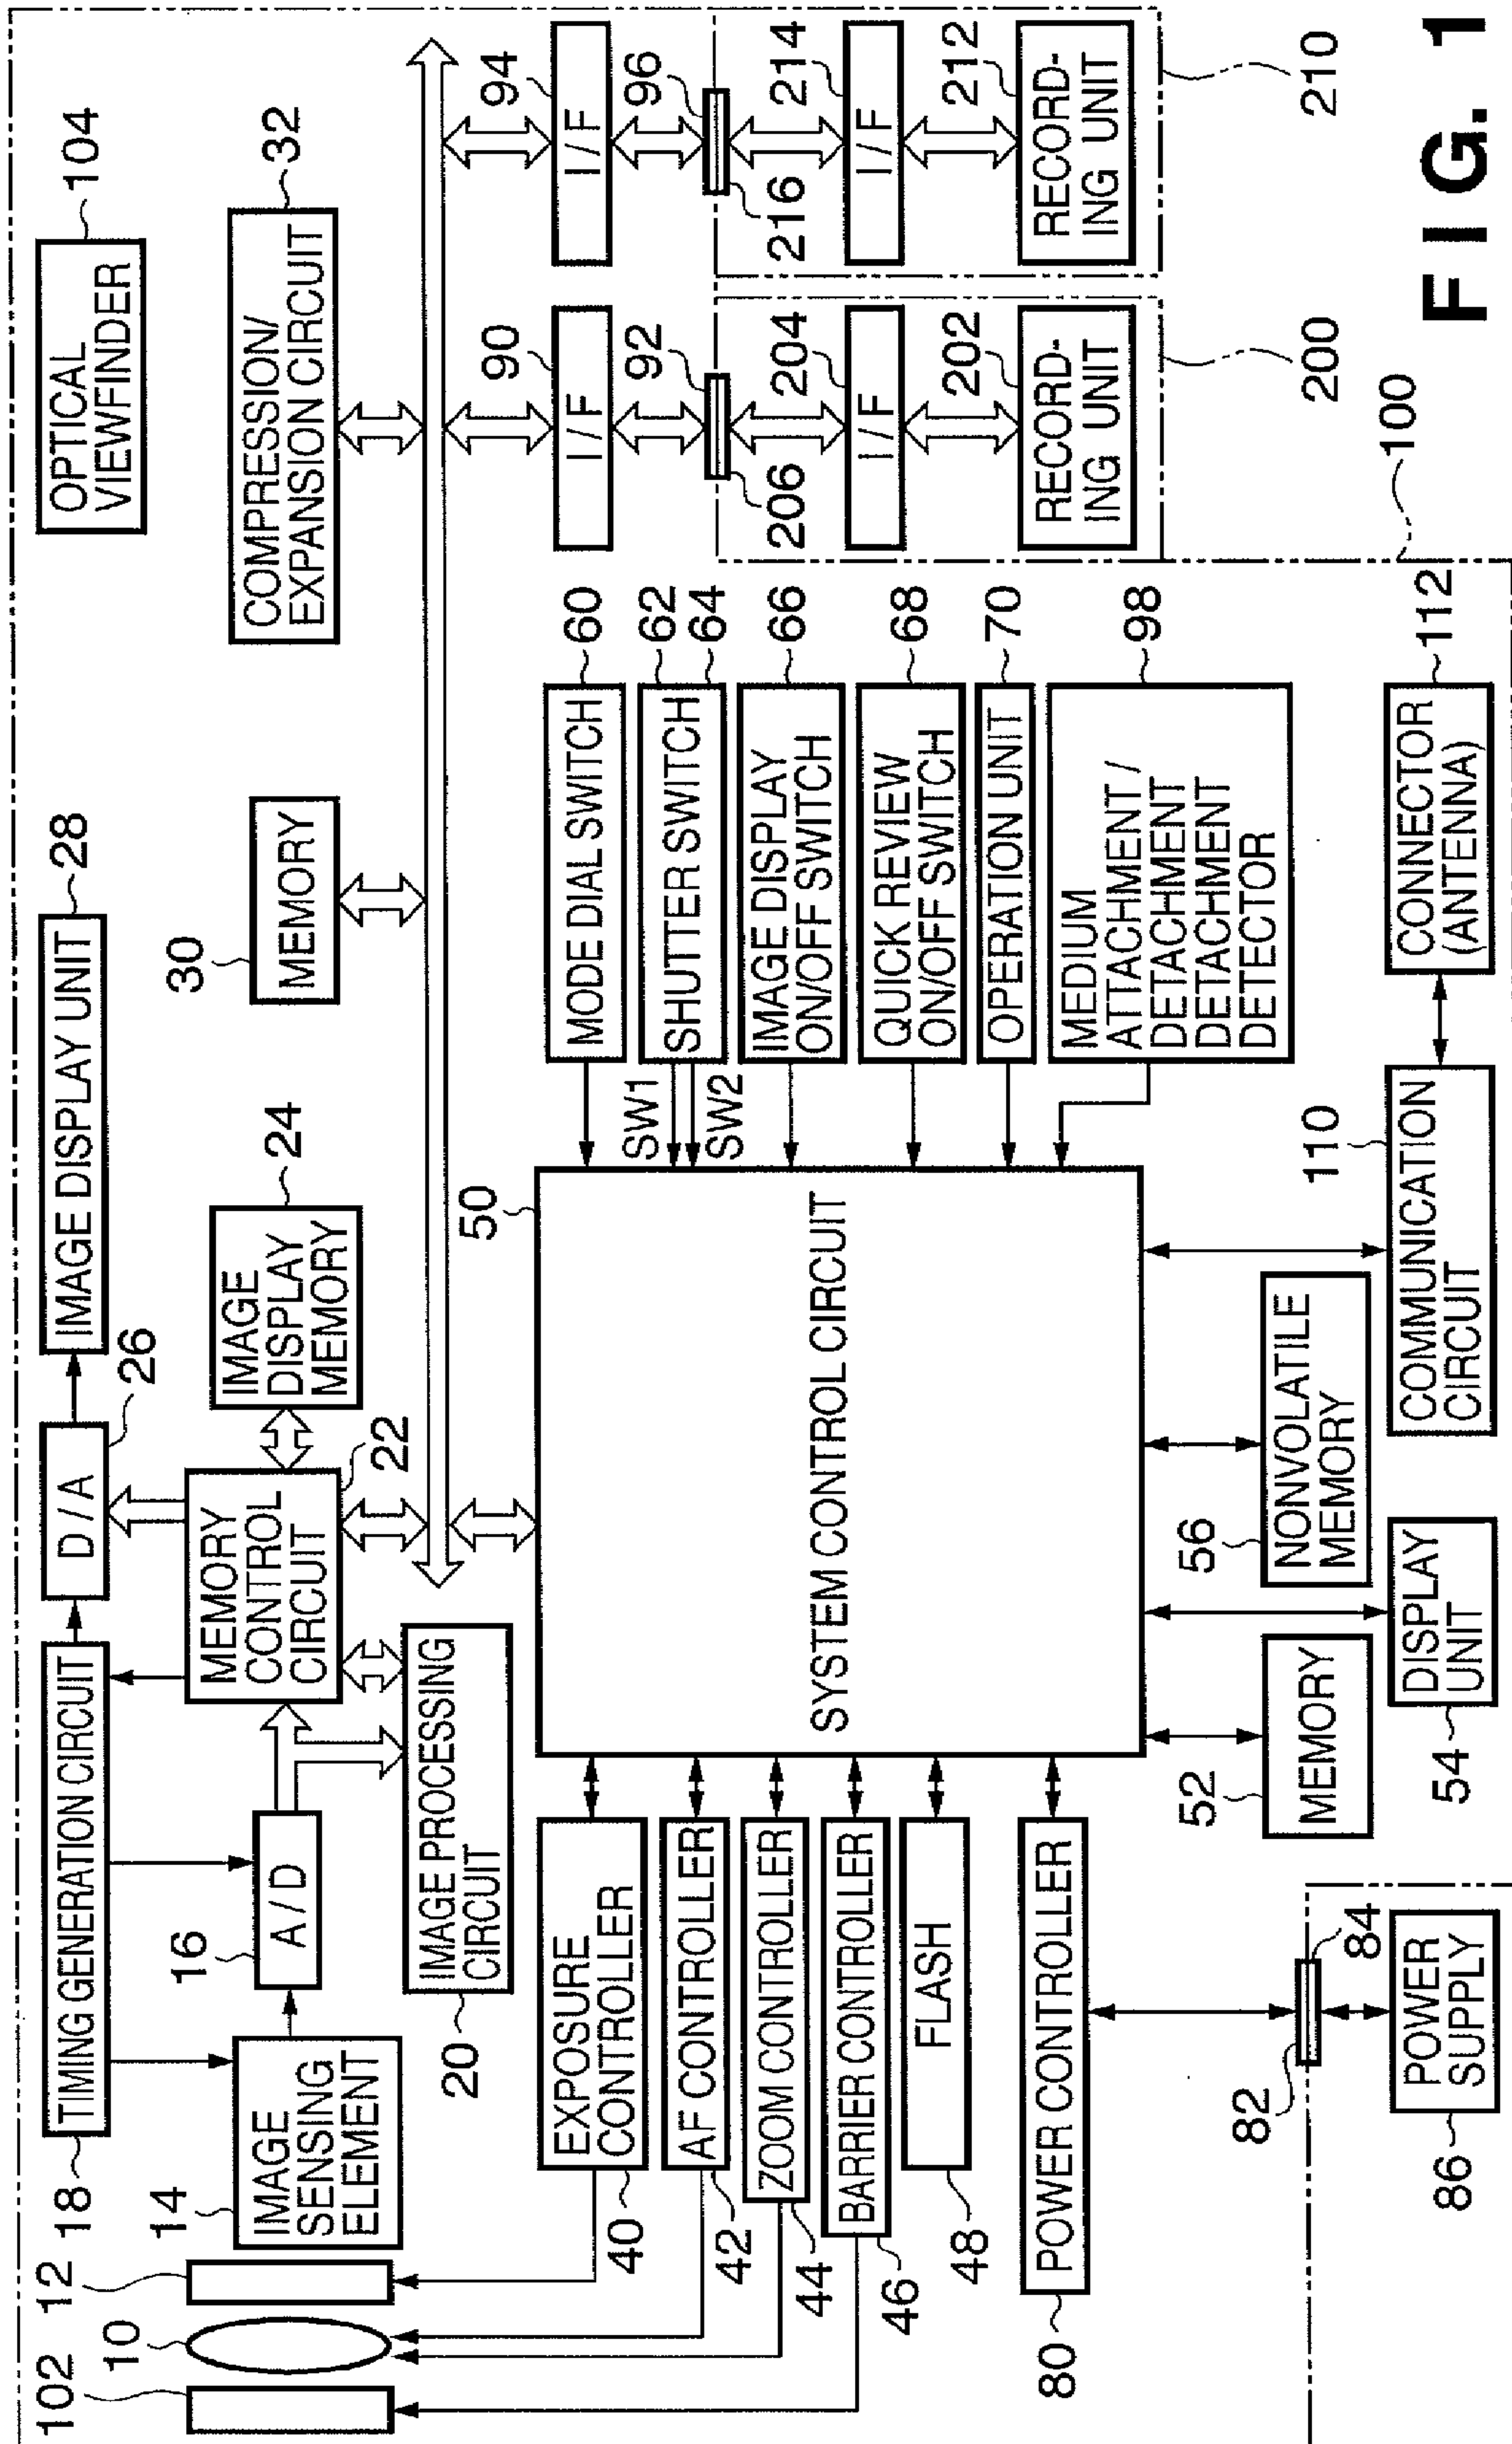 104
OPTICAL
VIEWFINDER
32
COMPRESSION/
EXPANSION CIRCUIT
28
IMAGE DISPLAY UNIT
30
MEMORY
24
IMAGE
DISPLAY
MEMORY
26
D/A
22
MEMORY
CONTROL
CIRCUIT
18
TIMING GENERATION CIRCUIT
16
A/D
20
IMAGE PROCESSING
CIRCUIT
14
IMAGE
SENSING
ELEMENT
12
10
102
94
I/F
96
216
214
I/F
212
RECORD-
ING UNIT
210
90
I/F
92
206
204
I/F
202
RECORD-
ING UNIT
200
100
60
MODE DIAL SWITCH
62
64
SHUTTER SWITCH
SW1
SW2
66
IMAGE DISPLAY
ON/OFF SWITCH
68
QUICK REVIEW
ON/OFF SWITCH
70
OPERATION UNIT
98
MEDIUM
ATTACHMENT /
DETACHMENT
DETACHMENT
DETECTOR
50
SYSTEM CONTROL CIRCUIT
40
EXPOSURE
CONTROLLER
42
AF CONTROLLER
44
ZOOM CONTROLLER
46
BARRIER CONTROLLER
48
FLASH
80
POWER CONTROLLER
82
84
86
POWER
SUPPLY
52
MEMORY
54
DISPLAY
UNIT
56
NONVOLATILE
MEMORY
110
COMMUNICATION
CIRCUIT
112
CONNECTOR
(ANTENNA)
FIG. 1